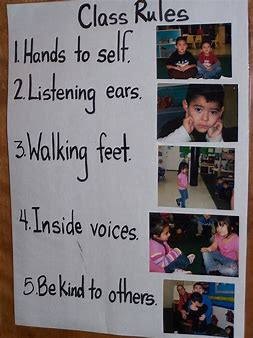 Class Rules
1. Hands to self.
2. Listening ears.
3. Walking feet.
4. Inside voices.
5. Be kind to others.